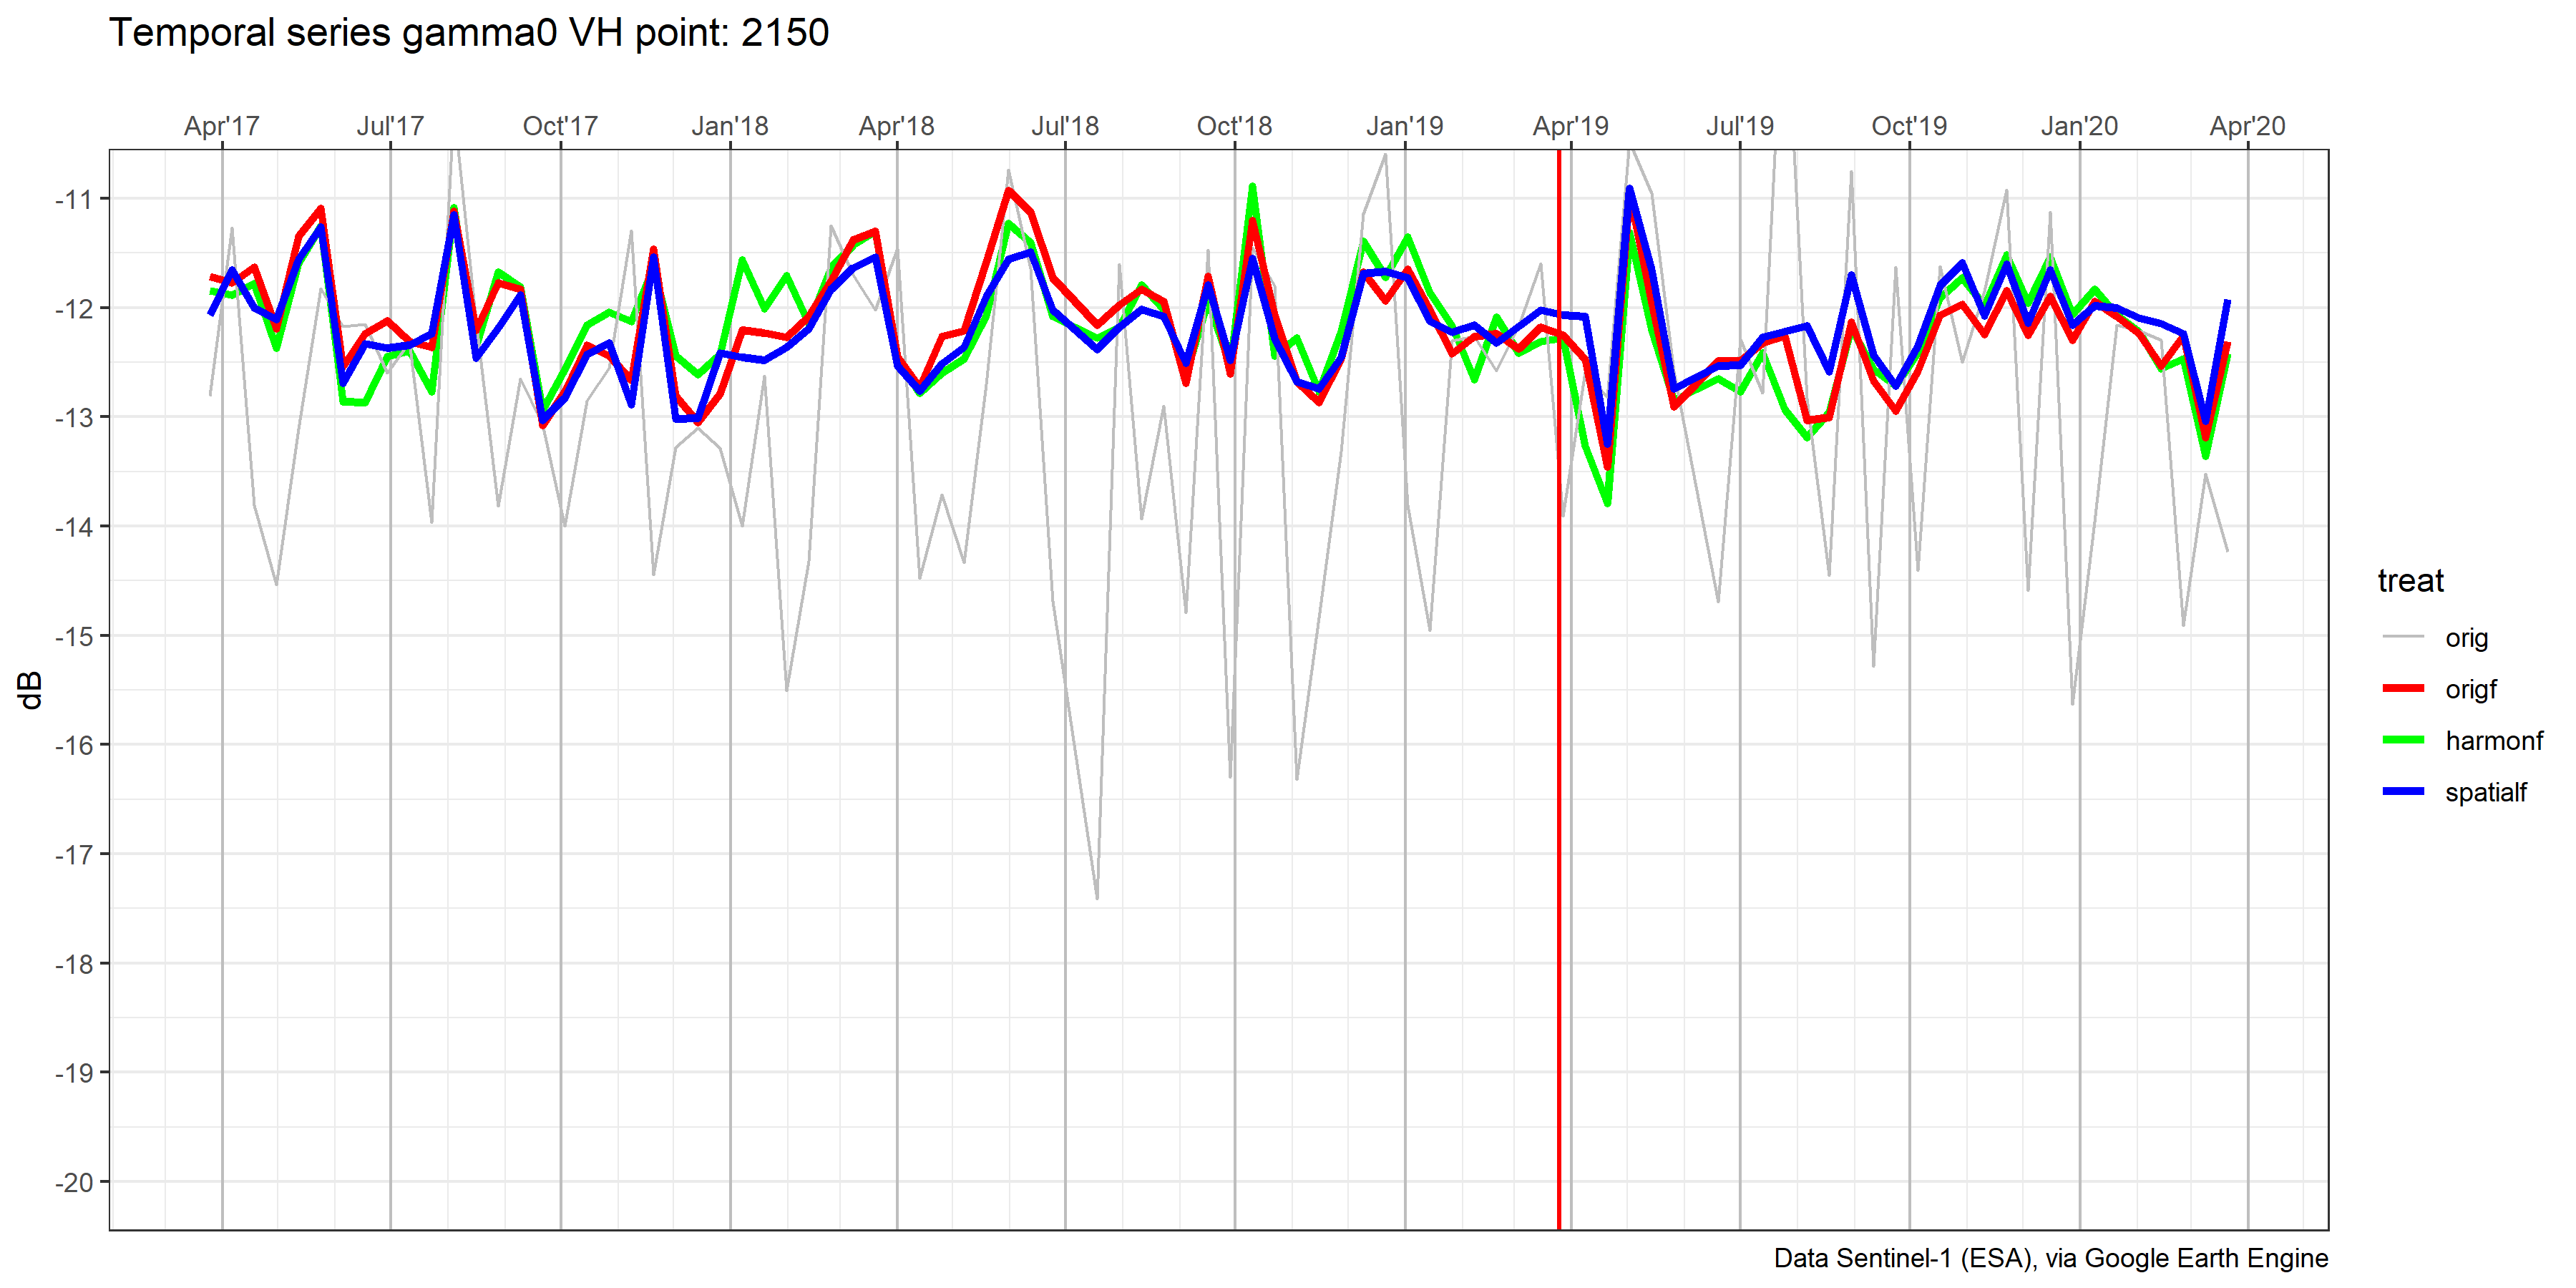 Temporal series gamma0 VH point: 2150
Apr'17 Jul'17 Oct'17 Jan'18 Apr'18 Jul'18 Oct'18 Jan'19 Apr'19 Jul'19 Oct'19 Jan'20 Apr'20
-11
-12
-13
-14
-15
-16
-17
-18
-19
-20
dB
treat
orig
origf
harmonf
spatialf
Data Sentinel-1 (ESA), via Google Earth Engine